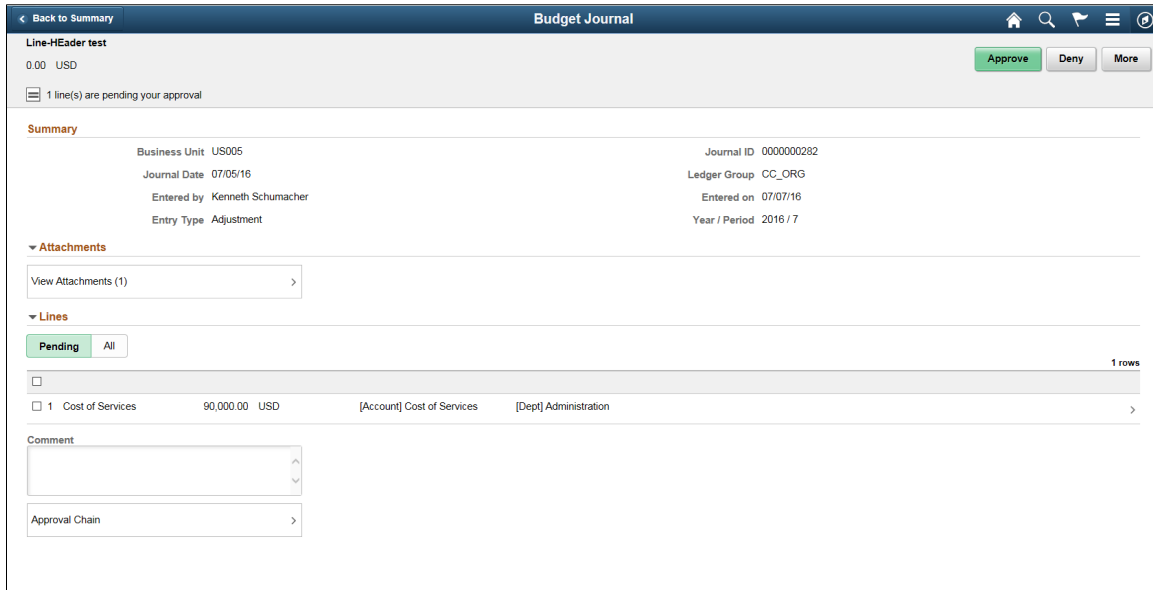 Back to Summary
Budget Journal
Line-HEader test
0.00 USD
Approve
Deny
More
1 line(s) are pending your approval
Summary
Business Unit US005
Journal ID 0000000282
Journal Date 07/05/16
Ledger Group CC_ORG
Entered by Kenneth Schumacher
Entered on 07/07/16
Entry Type Adjustment
Year / Period 2016 / 7
Attachments
View Attachments (1)
Lines
Pending
All
1 rows
1 Cost of Services 90,000.00 USD [Account] Cost of Services [Dept] Administration
Comment
Approval Chain